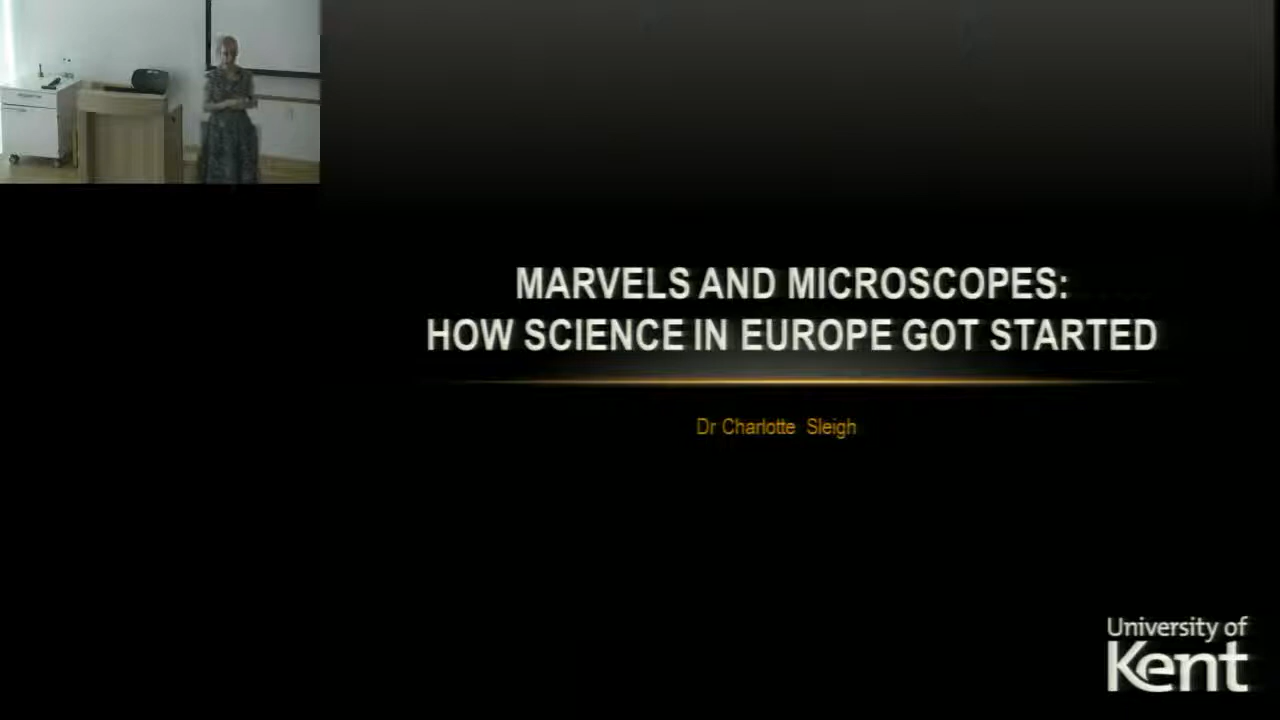 MARVELS AND MICROSCOPES:
HOW SCIENCE IN EUROPE GOT STARTED
Dr Charlotte Sleigh
University of
Kent